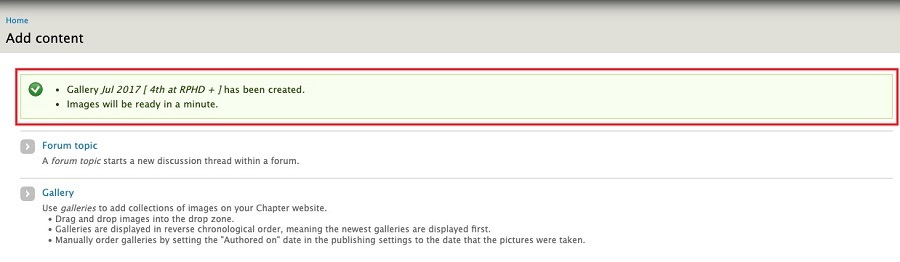 Home
Add content
• Gallery Jul 2017 [ 4th at RPHD + ] has been created.
• Images will be ready in a minute.
Forum topic
A forum topic starts a new discussion thread within a forum.
Gallery
Use galleries to add collections of images on your Chapter website.
• Drag and drop images into the drop zone.
• Galleries are displayed in reverse chronological order, meaning the newest galleries are displayed first.
• Manually order galleries by setting the "Authored on" date in the publishing settings to the date that the pictures were taken.